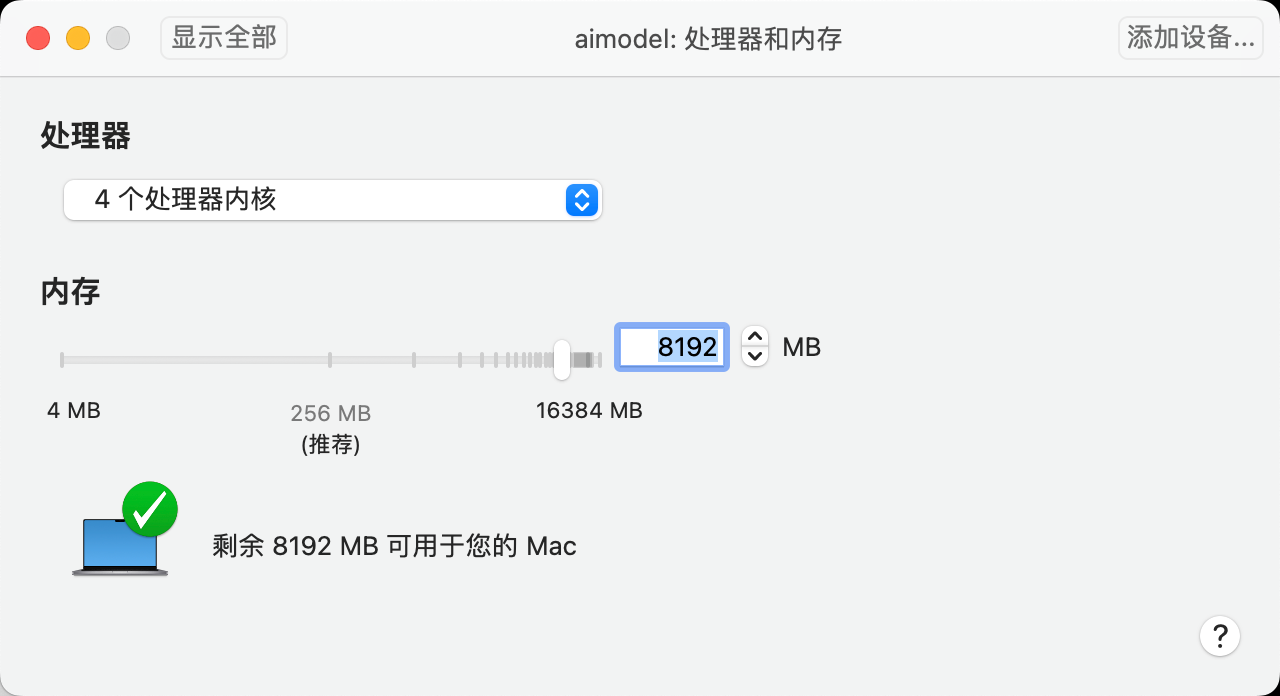 显示全部
aimodel: 处理器和内存
添加设备...
处理器
4 个处理器内核
内存
8192
MB
4 MB
256 MB
(推荐)
16384 MB
剩余 8192 MB 可用于您的 Mac
?